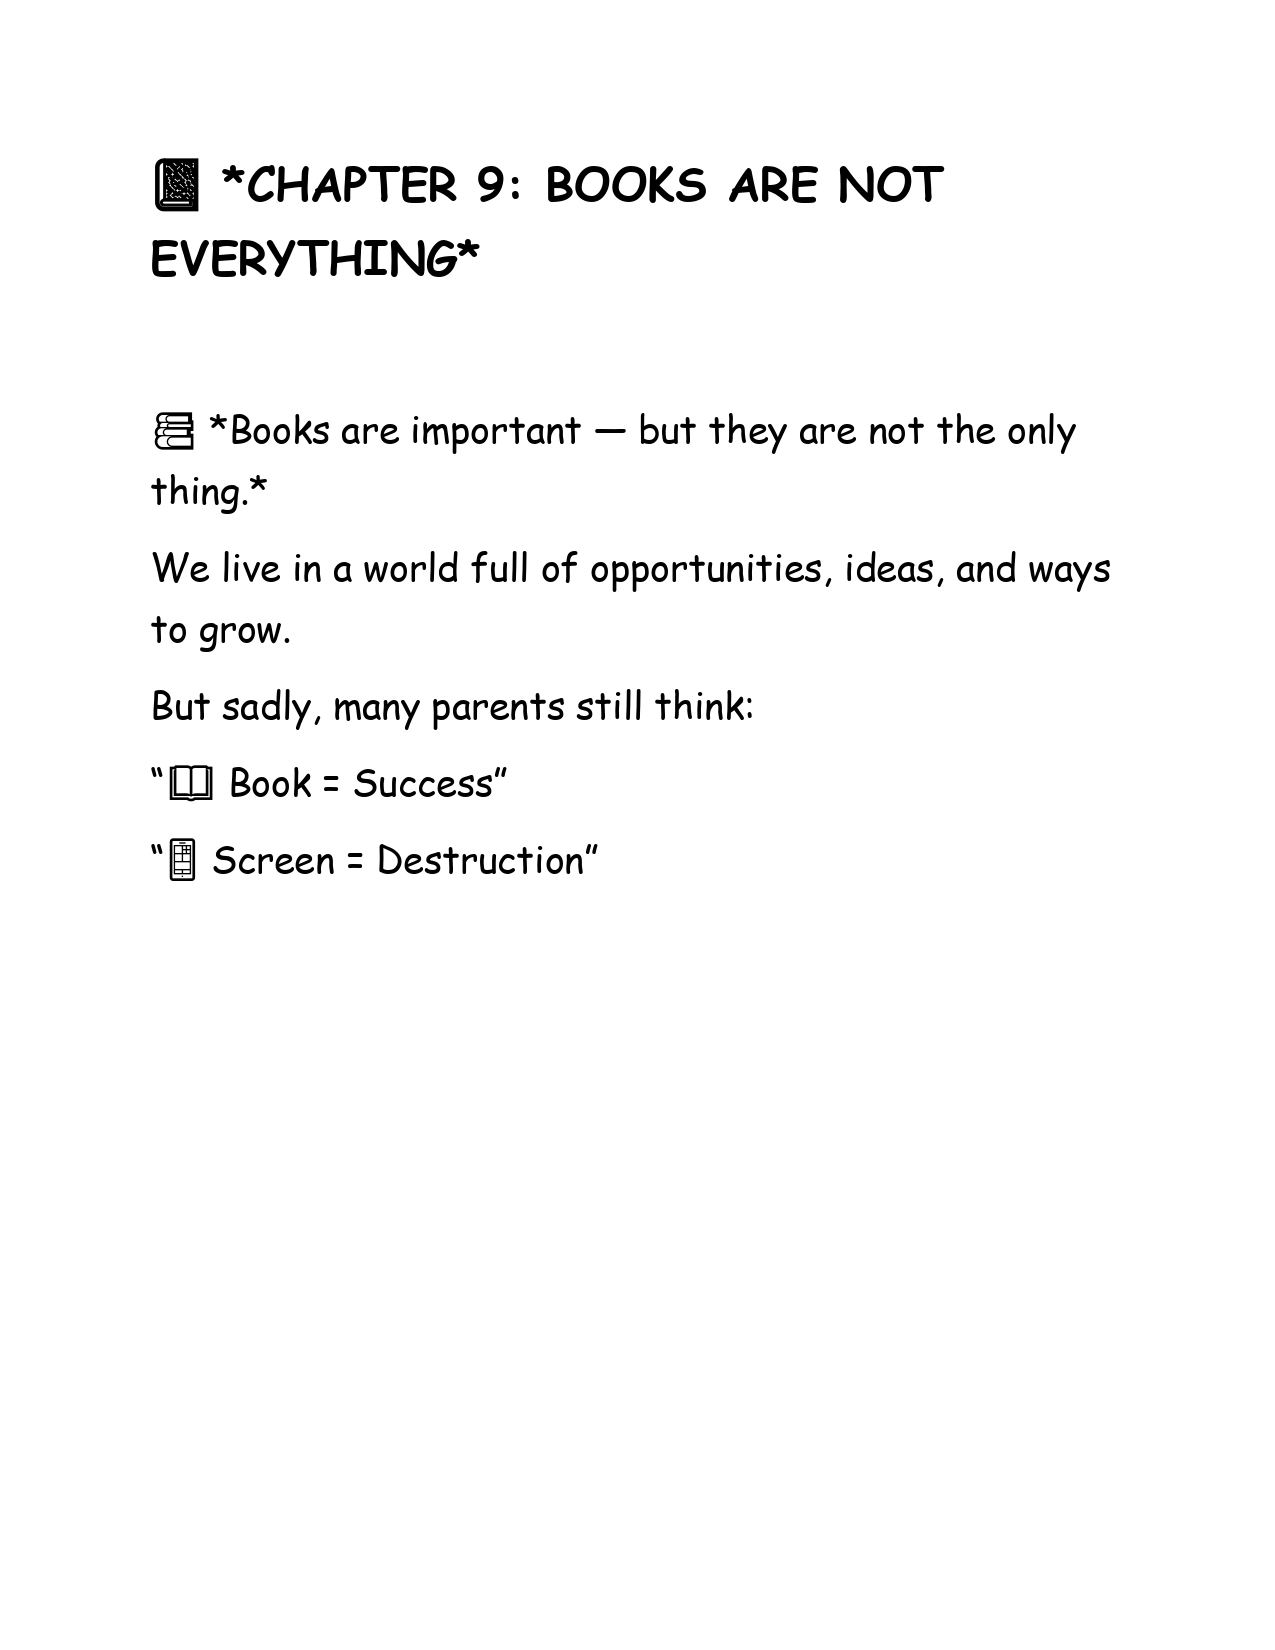 📓 *CHAPTER 9: BOOKS ARE NOT
EVERYTHING*
📚 *Books are important — but they are not the only
thing.*
We live in a world full of opportunities, ideas, and ways
to grow.
But sadly, many parents still think:
“📖 Book = Success”
“📱 Screen = Destruction”